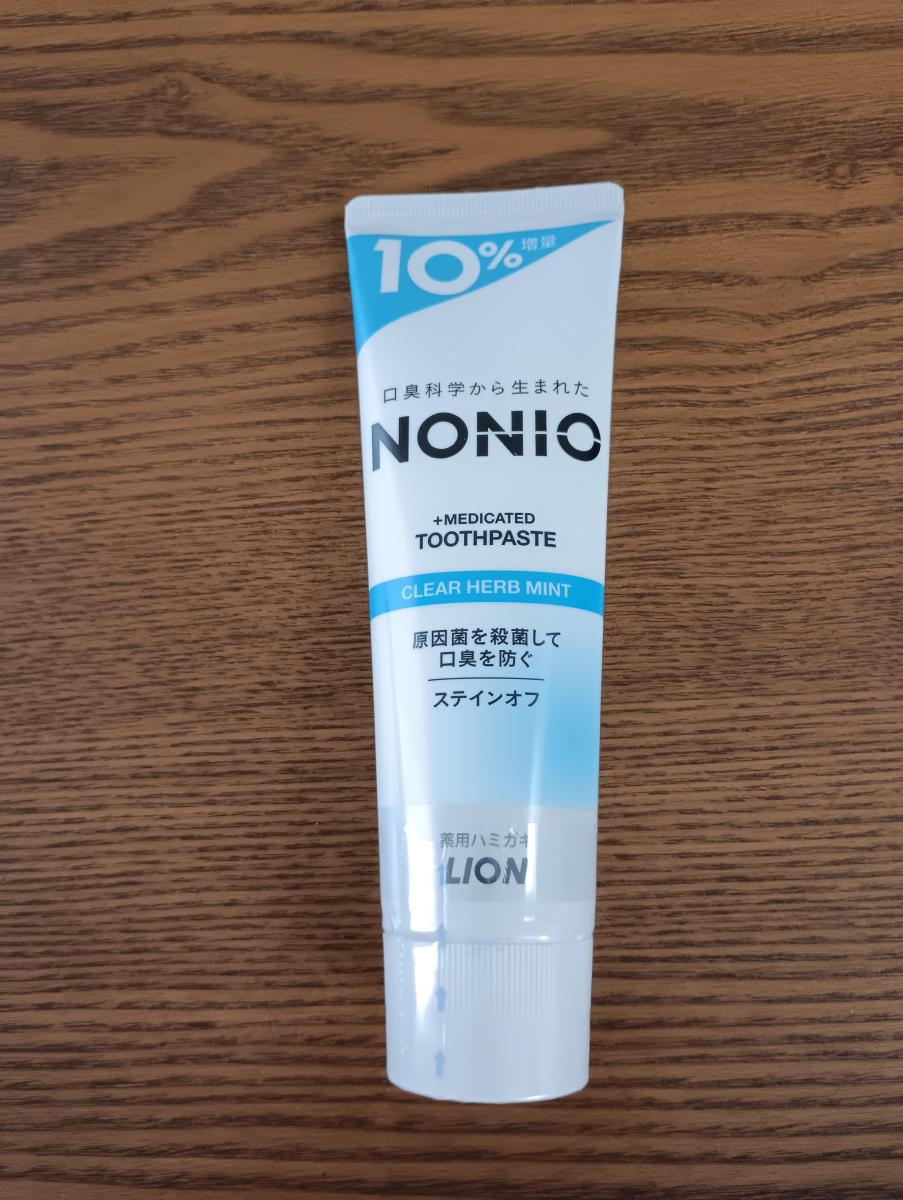 10%増量
口臭科学から生まれた
NONIO
+MEDICATED
TOOTHPASTE
CLEAR HERB MINT
原因菌を殺菌して
口臭を防ぐ
ステインオフ
薬用ハミガキ
LION